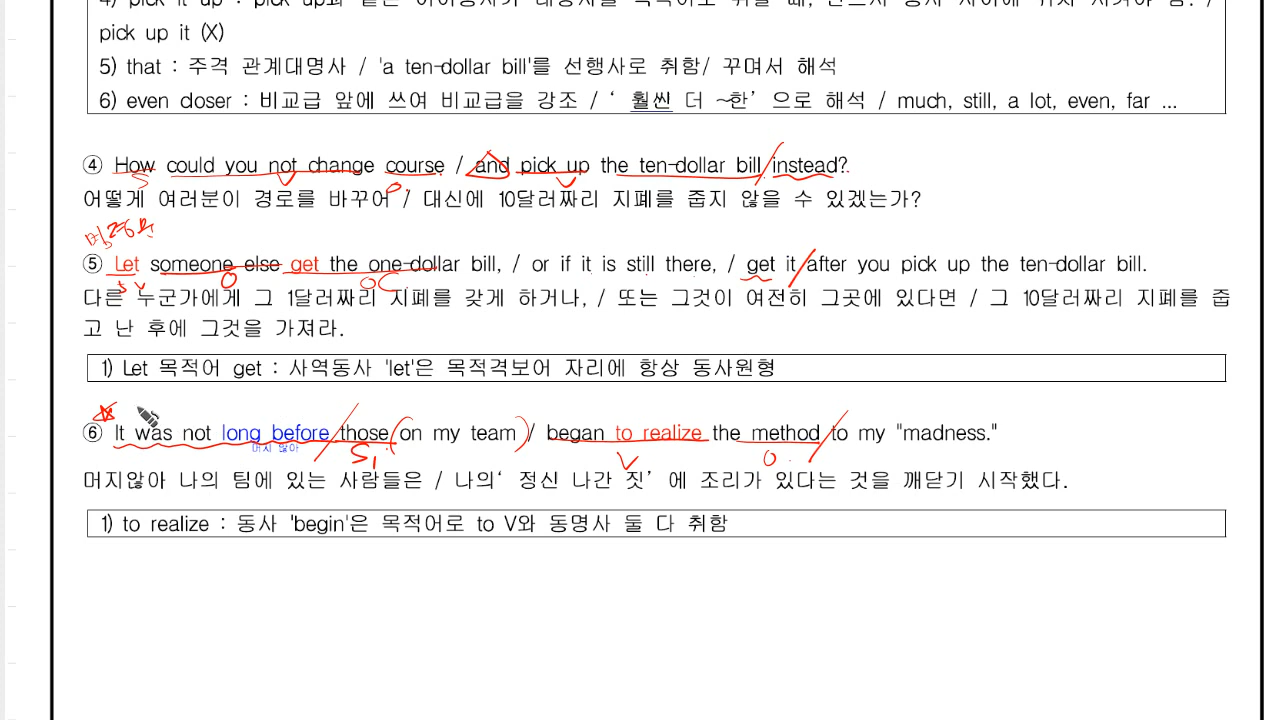 pick up it (X)
5) that : 주격 관계대명사 / 'a ten-dollar bill'를 선행사로 취함/ 꾸며서 해석
6) even closer : 비교급 앞에 쓰여 비교급을 강조 / ‘ 훨씬 더 ~한’ 으로 해석 / much, still, a lot, even, far ...
④ How could you not change course / and pick up the ten-dollar bill/instead?
S V O V
어떻게 여러분이 경로를 바꾸어 / 대신에 10달러짜리 지폐를 줍지 않을 수 있겠는가?
명령문
⑤ Let someone else get the one-dollar bill, / or if it is still there, / get it/after you pick up the ten-dollar bill.
S V O OC
다른 누군가에게 그 1달러짜리 지폐를 갖게 하거나, / 또는 그것이 여전히 그곳에 있다면 / 그 10달러짜리 지폐를 줍
고 난 후에 그것을 가져라.
1) Let 목적어 get : 사역동사 'let'은 목적격보어 자리에 항상 동사원형
⑥ It was not long before/those(on my team)/ began to realize the method/to my "madness."
머지 않아 S₁ V O
머지않아 나의 팀에 있는 사람들은 / 나의‘ 정신 나간 짓’ 에 조리가 있다는 것을 깨닫기 시작했다.
1) to realize : 동사 'begin'은 목적어로 to V와 동명사 둘 다 취함